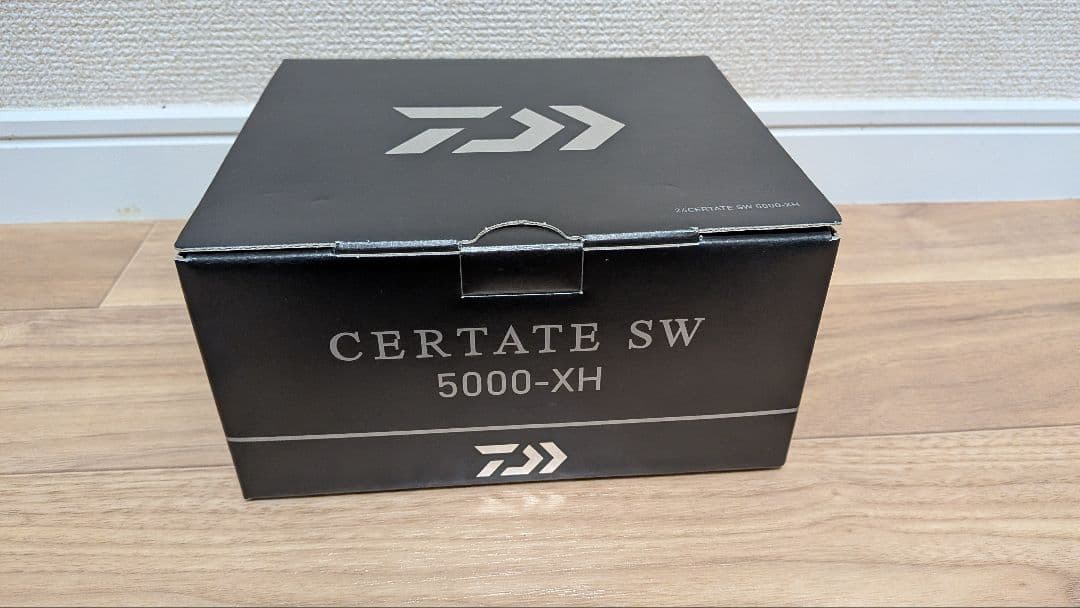 24CERTATE SW 5000-XH
CERTATE SW
5000-XH